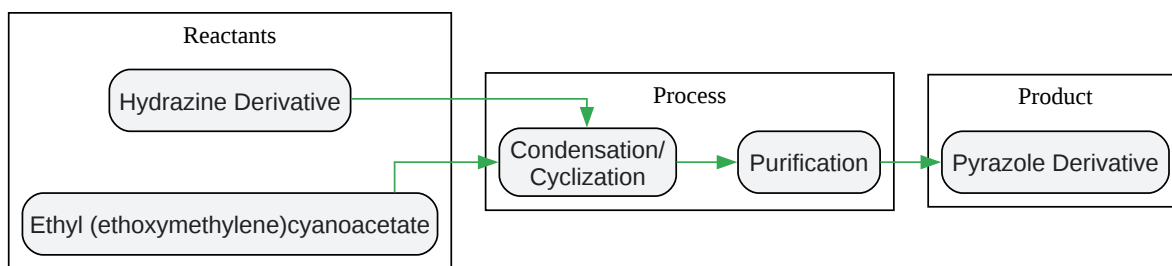 Reactants
Hydrazine Derivative
Ethyl (ethoxymethylene)cyanoacetate
Process
Condensation/
Cyclization
Purification
Product
Pyrazole Derivative